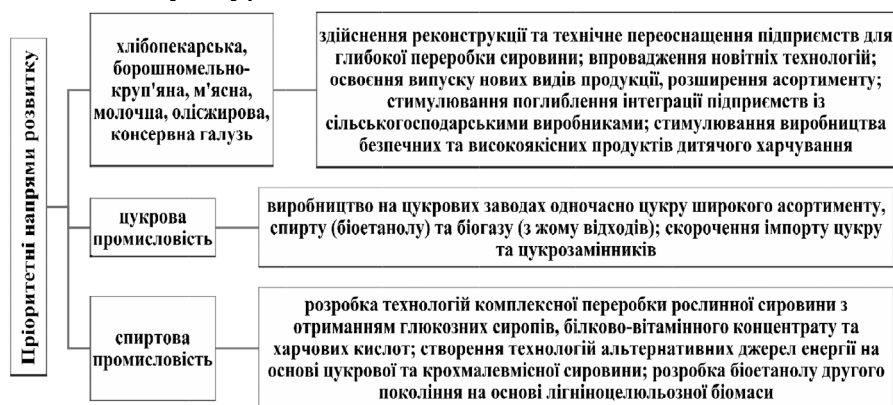 Пріоритетні напрями розвитку
хлібопекарська,
борошномельно-
круп'яна, м'ясна,
молочна, олієжирова,
консервна галузь
здійснення реконструкції та технічне переоснащення підприємств для
глибокої переробки сировини; впровадження новітніх технологій;
освоєння випуску нових видів продукції, розширення асортименту;
стимулювання поглиблення інтеграції підприємств із
сільськогосподарськими виробниками; стимулювання виробництва
безпечних та високоякісних продуктів дитячого харчування
цукрова
промисловість
виробництво на цукрових заводах одночасно цукру широкого асортименту,
спирту (біоетанолу) та біогазу (з жому відходів); скорочення імпорту цукру
та цукрозамінників
спиртова
промисловість
розробка технологій комплексної переробки рослинної сировини з
отриманням глюкозних сиропів, білково-вітамінного концентрату та
харчових кислот; створення технологій альтернативних джерел енергії на
основі цукрової та крохмалевмісної сировини; розробка біоетанолу другого
покоління на основі лігніноцелюльозної біомаси